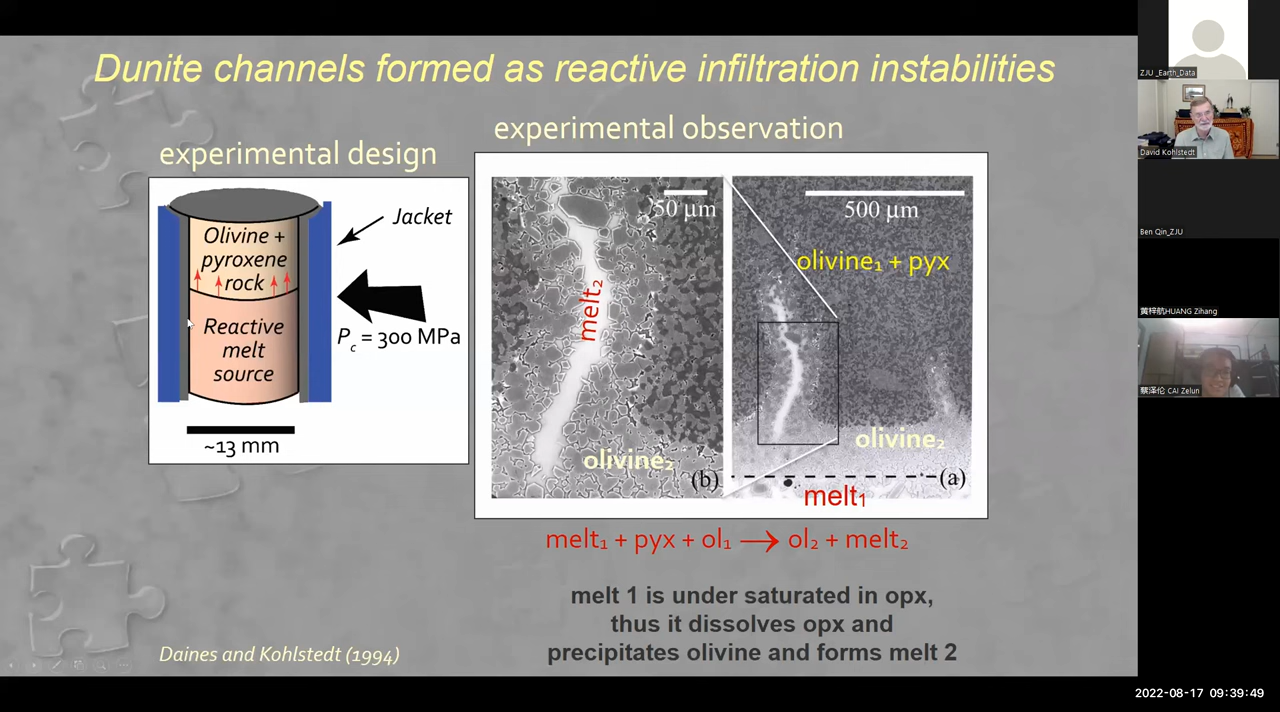 Dunite channels formed as reactive infiltration instabilities
experimental design
experimental observation
Jacket
Olivine +
pyroxene
rock
Reactive
melt
source
P_c = 300 MPa
~13 mm
50 μm
melt₂
olivine₂
(b)
500 μm
olivine₁ + pyx
olivine₂
(a)
melt₁
melt₁ + pyx + ol₁ → ol₂ + melt₂
melt 1 is under saturated in opx,
thus it dissolves opx and
precipitates olivine and forms melt 2
Daines and Kohlstedt (1994)
ZJU _Earth_Data
David Kohlstedt
Ben Qin_ZJU
黄梓航HUANG Zihang
蔡泽伦 CAI Zelun
2022-08-17 09:39:49